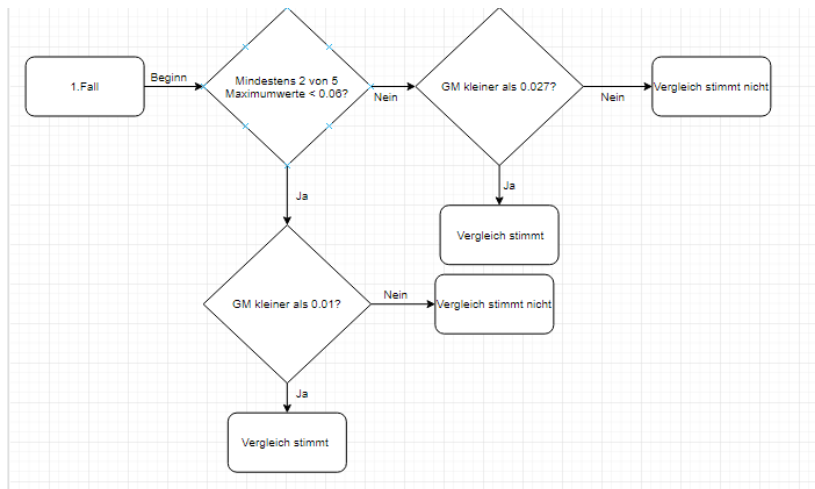 1.Fall
Beginn
Mindestens 2 von 5
Maximumwerte < 0.06?
Nein
GM kleiner als 0.027?
Nein
Vergleich stimmt nicht
Ja
Vergleich stimmt
Ja
GM kleiner als 0.01?
Nein
Vergleich stimmt nicht
Ja
Vergleich stimmt